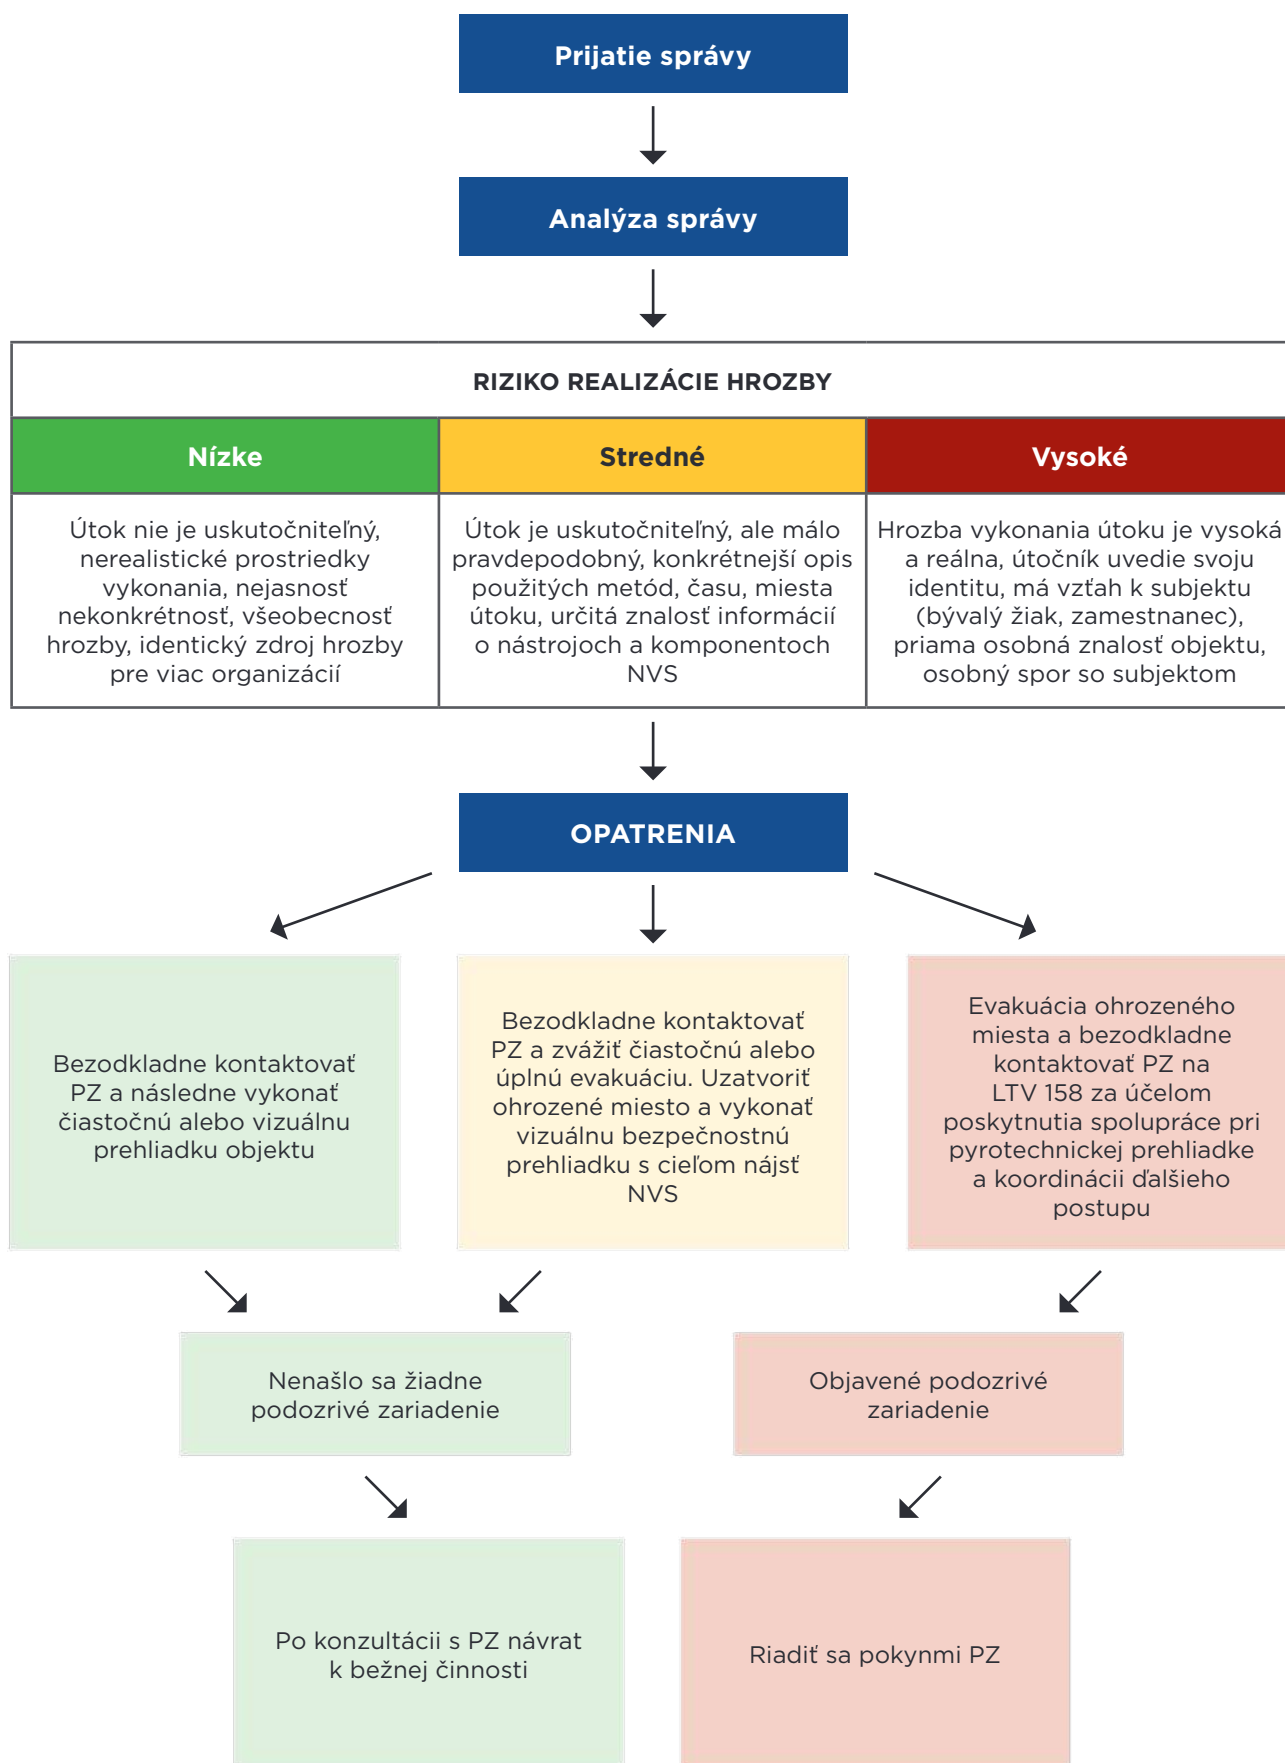 Prijatie správy
Analýza správy
RIZIKO REALIZÁCIE HROZBY
Nízke
Stredné
Vysoké
Útok nie je uskutočniteľný,
nerealistické prostriedky
vykonania, nejasnosť
nekonkrétnosť, všeobecnosť
hrozby, identický zdroj hrozby
pre viac organizácií
Útok je uskutočniteľný, ale málo
pravdepodobný, konkrétnejší opis
použitých metód, času, miesta
útoku, určitá znalosť informácií
o nástrojoch a komponentoch
NVS
Hrozba vykonania útoku je vysoká
a reálna, útočník uvedie svoju
identitu, má vzťah k subjektu
(bývalý žiak, zamestnanec),
priama osobná znalosť objektu,
osobný spor so subjektom
OPATRENIA
Bezodkladne kontaktovať
PZ a následne vykonať
čiastočnú alebo vizuálnu
prehliadku objektu
Bezodkladne kontaktovať
PZ a zvážiť čiastočnú alebo
úplnú evakuáciu. Uzatvoriť
ohrozené miesto a vykonať
vizuálnu bezpečnostnú
prehliadku s cieľom nájsť
NVS
Evakuácia ohrozeného
miesta a bezodkladne
kontaktovať PZ na
LTV 158 za účelom
poskytnutia spolupráce pri
pyrotechnickej prehliadke
a koordinácii ďalšieho
postupu
Nenašlo sa žiadne
podozrivé zariadenie
Objavené podozrivé
zariadenie
Po konzultácii s PZ návrat
k bežnej činnosti
Riadiť sa pokynmi PZ